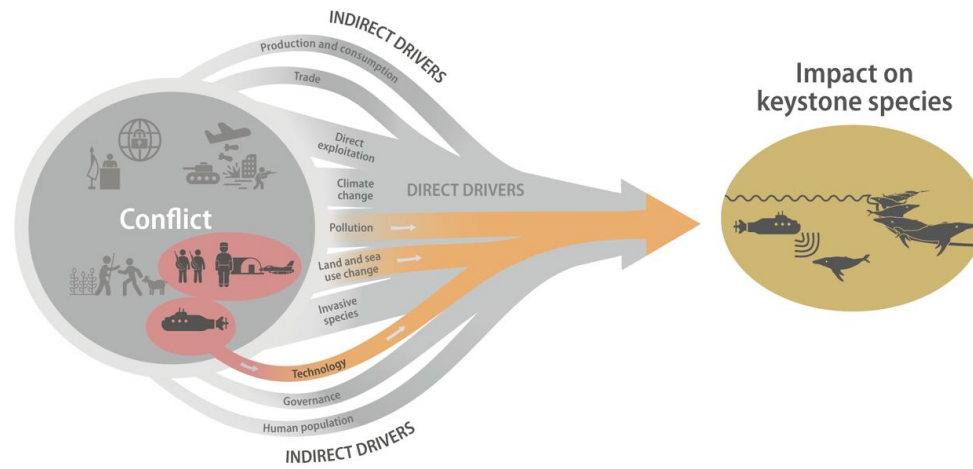 INDIRECT DRIVERS
Production and consumption
Trade
Direct
exploitation
Climate
change
DIRECT DRIVERS
Conflict
Pollution
Land and sea
use change
Invasive
species
Technology
Governance
Human population
INDIRECT DRIVERS
Impact on
keystone species